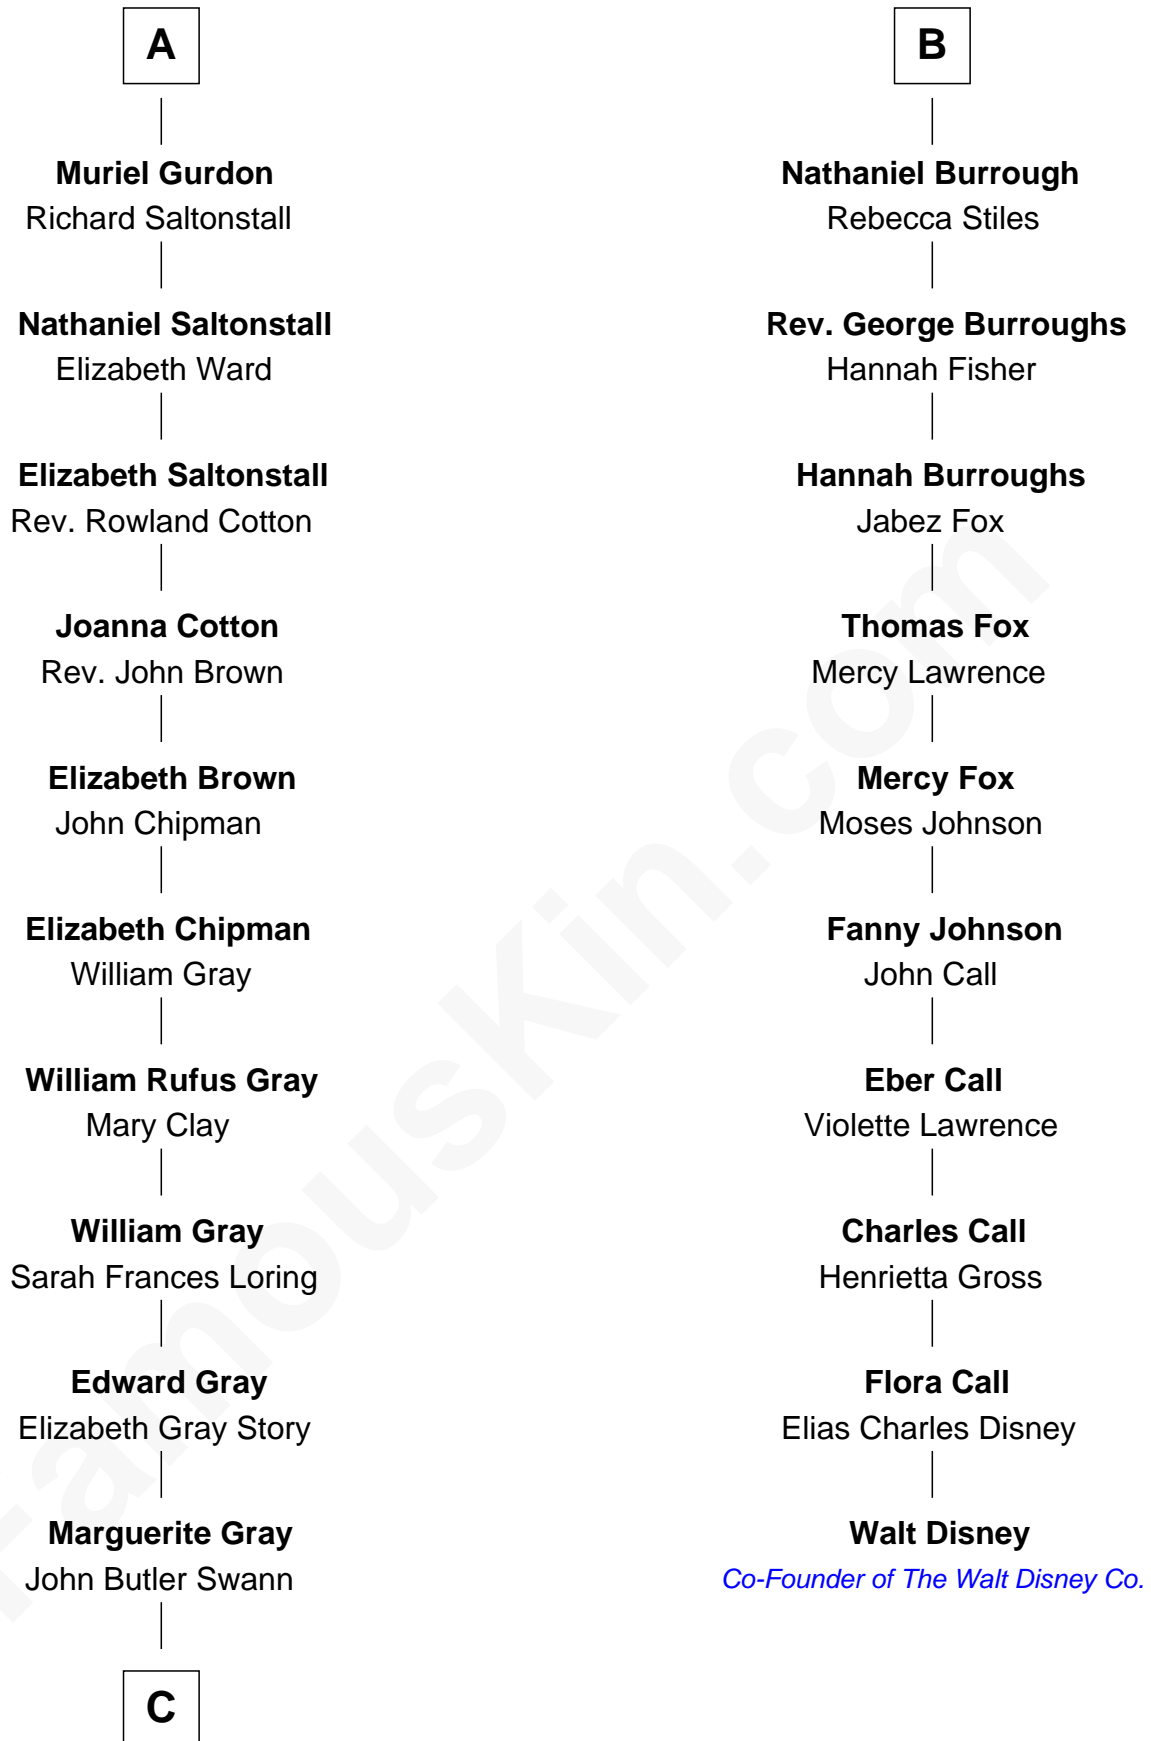 A
Muriel Gurdon
Richard Saltonstall
Nathaniel Saltonstall
Elizabeth Ward
Elizabeth Saltonstall
Rev. Rowland Cotton
Joanna Cotton
Rev. John Brown
Elizabeth Brown
John Chipman
Elizabeth Chipman
William Gray
William Rufus Gray
Mary Clay
William Gray
Sarah Frances Loring
Edward Gray
Elizabeth Gray Story
Marguerite Gray
John Butler Swann
C
B
Nathaniel Burrough
Rebecca Stiles
Rev. George Burroughs
Hannah Fisher
Hannah Burroughs
Jabez Fox
Thomas Fox
Mercy Lawrence
Mercy Fox
Moses Johnson
Fanny Johnson
John Call
Eber Call
Violette Lawrence
Charles Call
Henrietta Gross
Flora Call
Elias Charles Disney
Walt Disney
Co-Founder of The Walt Disney Co.
FamousKin.com